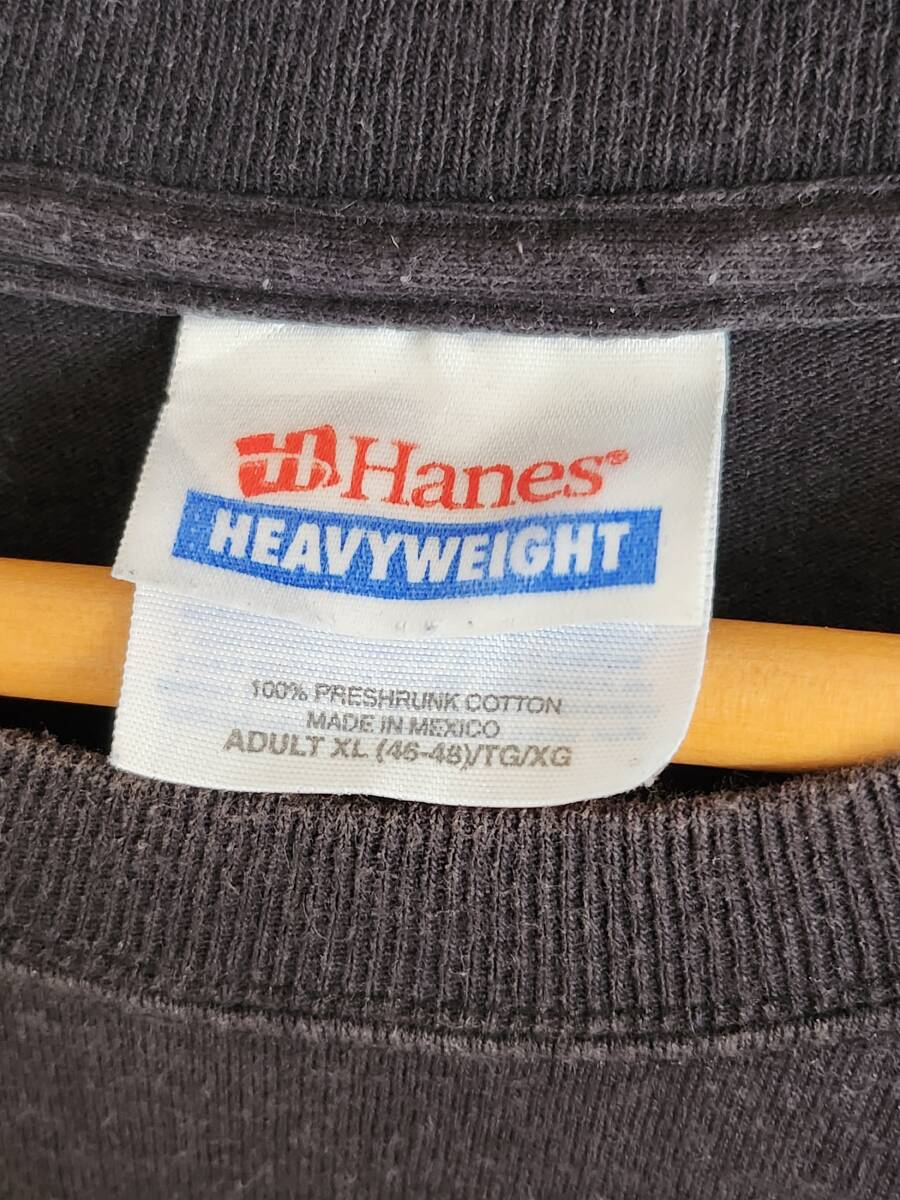 Hanes®
HEAVYWEIGHT
100% PRESHRUNK COTTON
MADE IN MEXICO
ADULT XL (46-48)/TG/XG